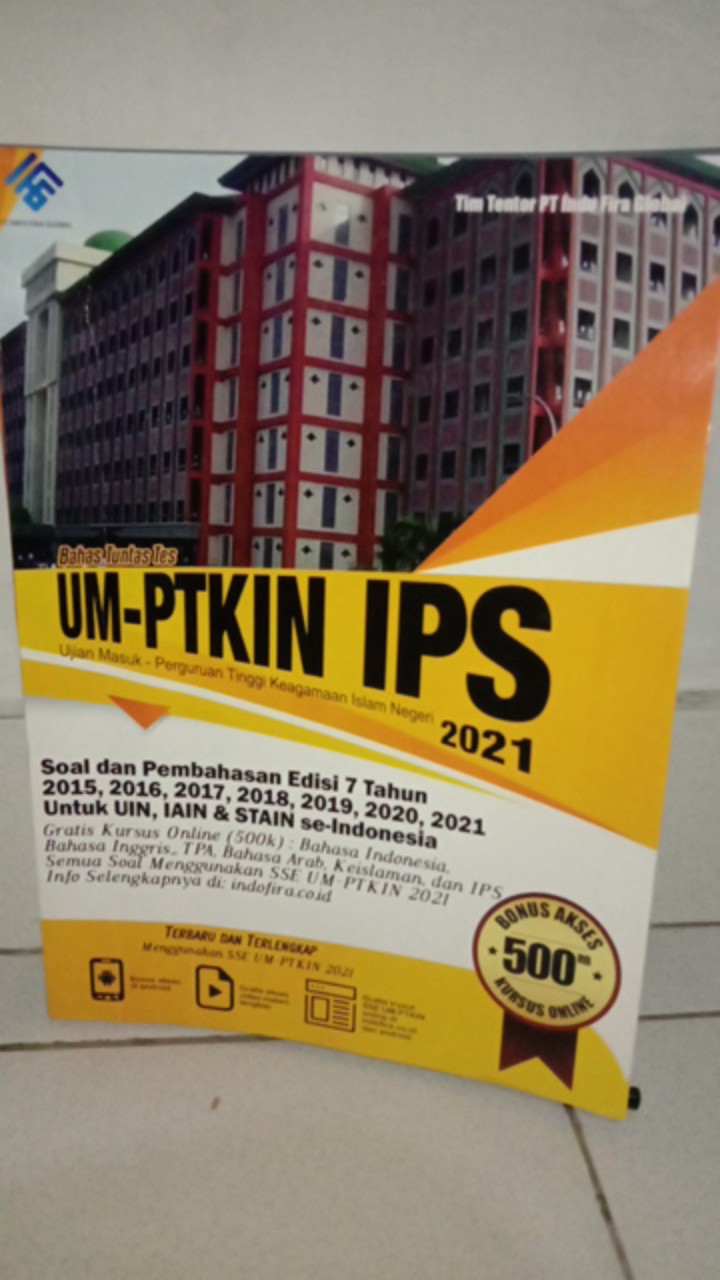 Tim Tentor PT Indo Fira Global
Bahas Tuntas Tes
UM-PTKIN IPS
Ujian Masuk - Perguruan Tinggi Keagamaan Islam Negeri
2021
Soal dan Pembahasan Edisi 7 Tahun
2015, 2016, 2017, 2018, 2019, 2020, 2021
Untuk UIN, IAIN & STAIN se-Indonesia
Gratis Kursus Online (500k) : Bahasa Indonesia,
Bahasa Inggris,, TPA, Bahasa Arab, Keislaman, dan IPS
Semua Soal Menggunakan SSE UM-PTKIN 2021
Info Selengkapnya di: indofira.co.id
BONUS AKSES
500
KURSUS ONLINE
TERBARU DAN TERLENGKAP
Menggunakan SSE UM-PTKIN 2021